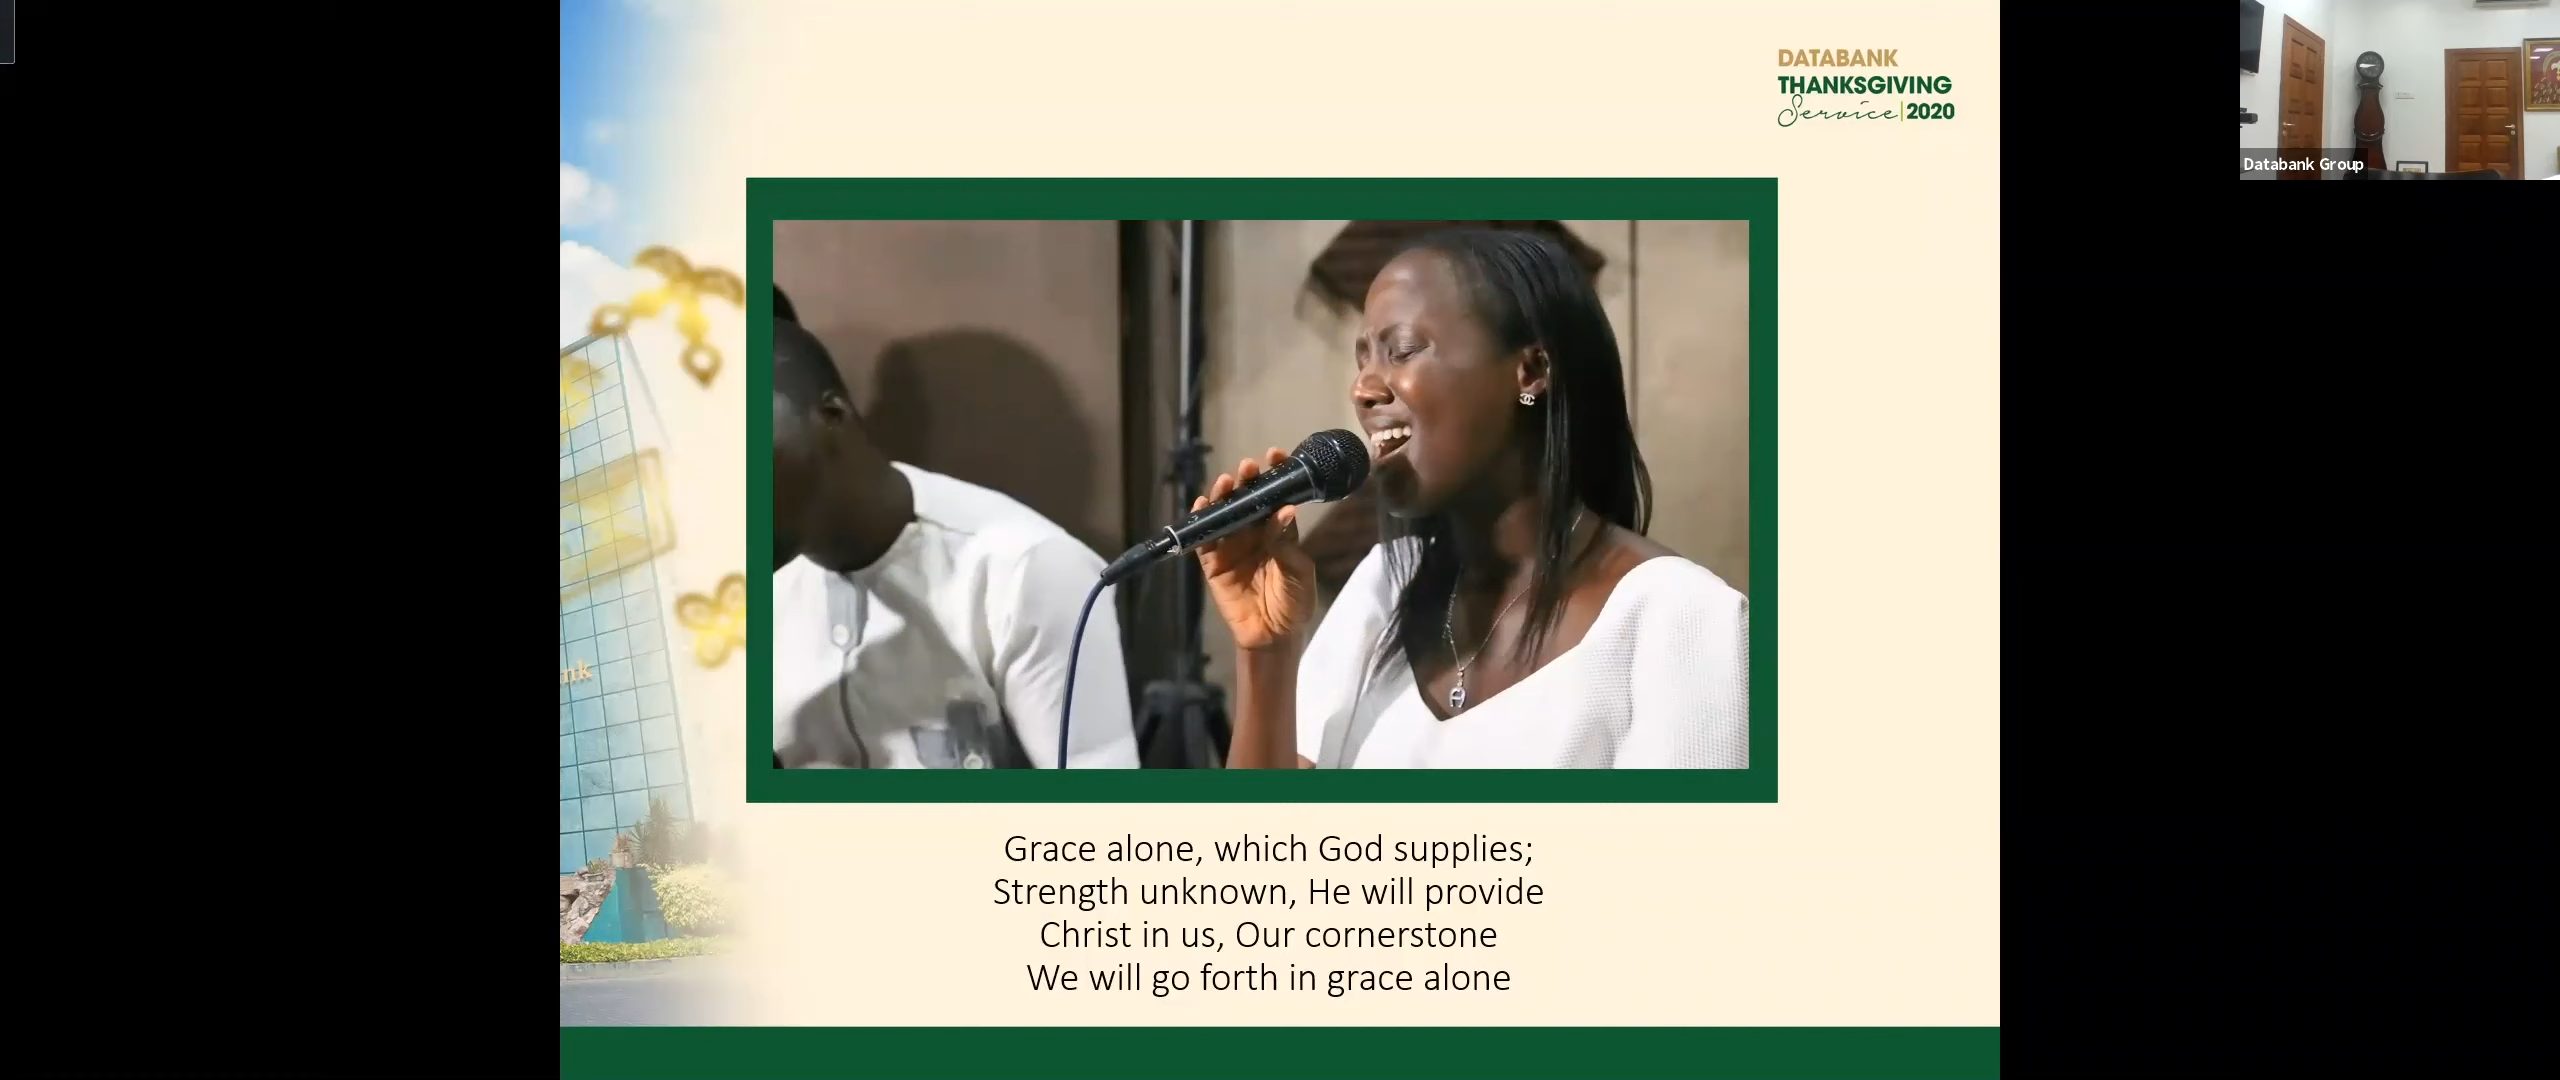 DATABANK
THANKSGIVING
Service|2020
Databank Group
nk
Grace alone, which God supplies;
Strength unknown, He will provide
Christ in us, Our cornerstone
We will go forth in grace alone